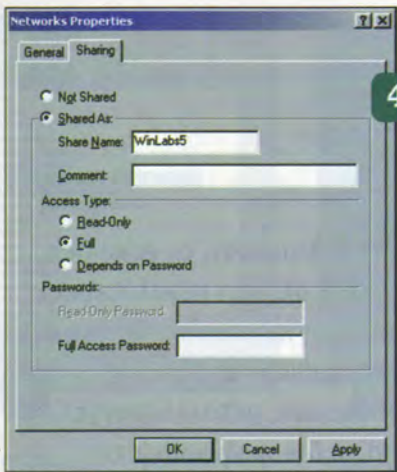 Networks Properties
General
Sharing
Not Shared
Shared As:
Share Name: WinLabs5
Comment:
Access Type:
Read-Only
Full
Depends on Password
Passwords:
Read-Only Password:
Full Access Password:
OK
Cancel
Apply
4